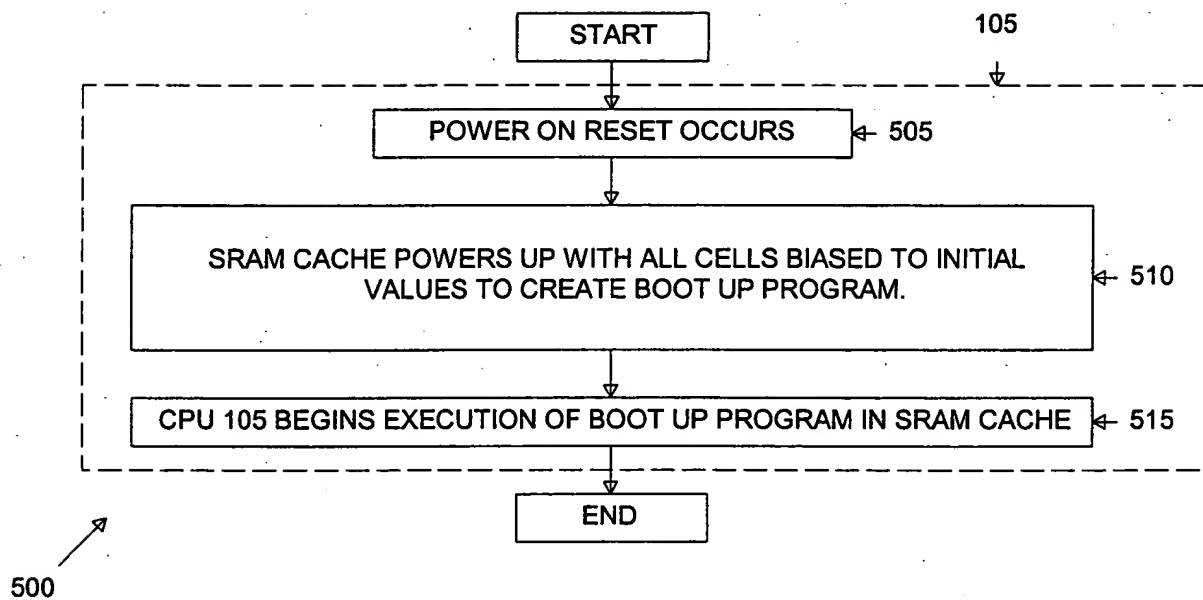 START
105
POWER ON RESET OCCURS
505
SRAM CACHE POWERS UP WITH ALL CELLS BIASED TO INITIAL
VALUES TO CREATE BOOT UP PROGRAM.
510
CPU 105 BEGINS EXECUTION OF BOOT UP PROGRAM IN SRAM CACHE
515
END
500